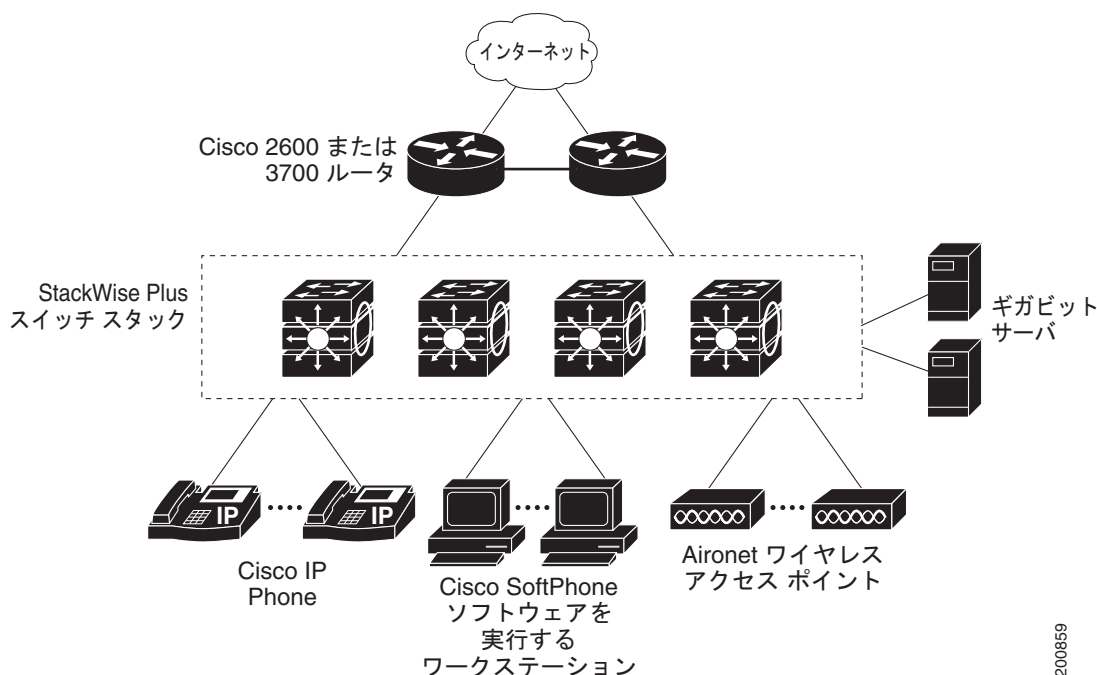 インターネット
Cisco 2600 または
3700 ルータ
StackWise Plus
スイッチ スタック
ギガビット
サーバ
IP
IP
Cisco IP
Phone
Cisco SoftPhone
ソフトウェアを
実行する
ワークステーション
Aironet ワイヤレス
アクセス ポイント
200859